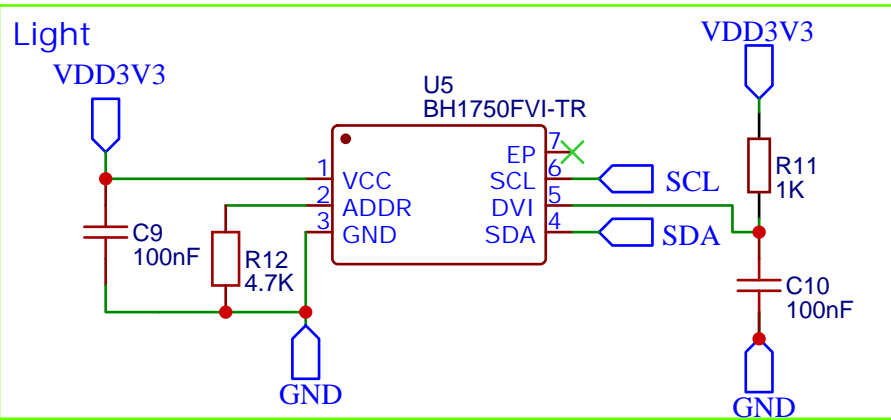 Light
VDD3V3
VDD3V3
U5
BH1750FVI-TR
1
VCC
2
ADDR
3
GND
EP
7
SCL
6
DVI
5
SDA
4
SCL
SDA
R11
1K
C9
100nF
R12
4.7K
C10
100nF
GND
GND